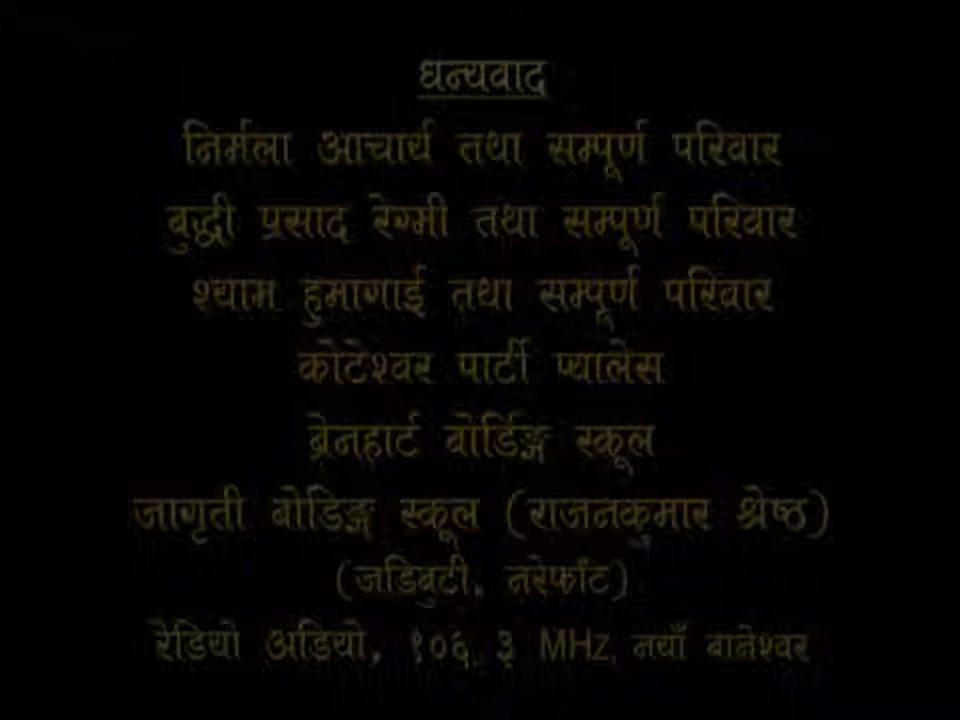 धन्यवाद
निर्मला आचार्य तथा सम्पूर्ण परिवार
बुद्धी प्रसाद रेग्मी तथा सम्पूर्ण परिवार
श्याम हुमागाई तथा सम्पूर्ण परिवार
कोटेश्वर पार्टी प्यालेस
ब्रेनहार्ट बोर्डिङ्ग स्कूल
जागृती बोडिङ्ग स्कूल (राजनकुमार श्रेष्ठ)
(जडिबुटी, नरेफाँट)
रेडियो अडियो, १०६.३ MHz, नयाँ बानेश्वर